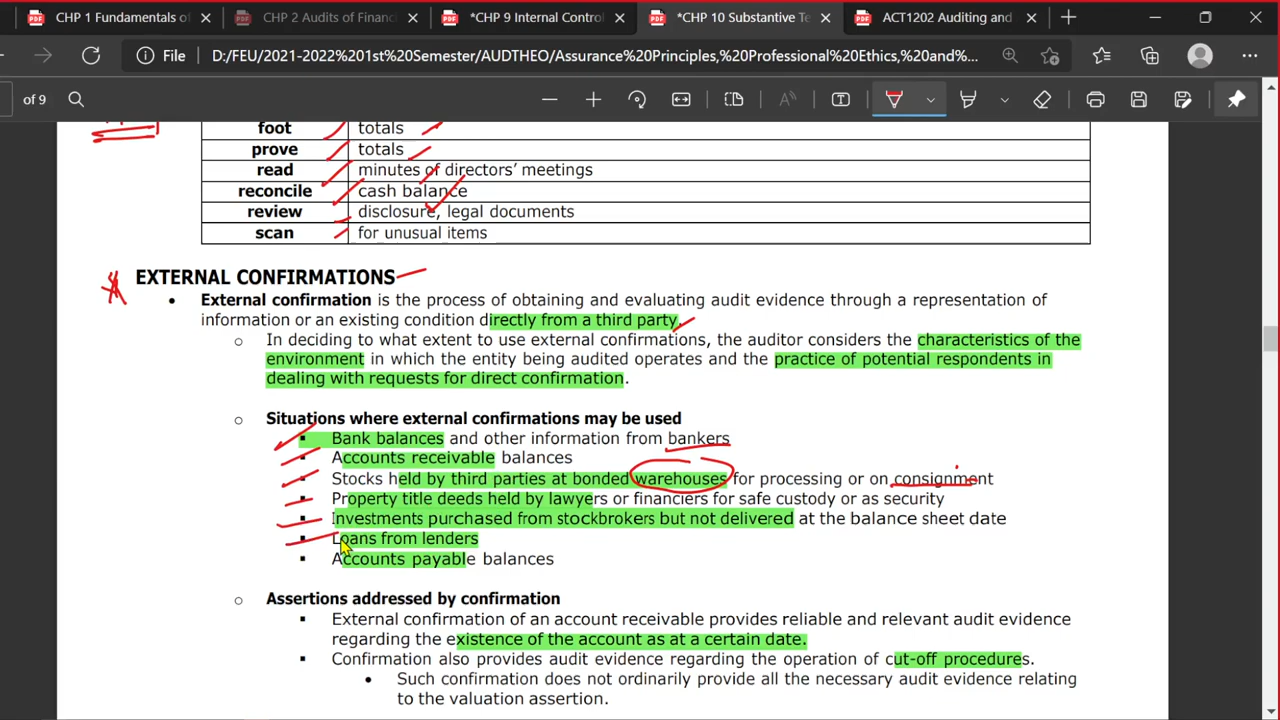 CHP 1 Fundamentals of
CHP 2 Audits of Financ
*CHP 9 Internal Control
*CHP 10 Substantive Te
ACT1202 Auditing and
File
D:/FEU/2021-2022%201st%20Semester/AUDTHEO/Assurance%20Principles,%20Professional%20Ethics,%20and%...
of 9
foot totals
prove totals
read minutes of directors’ meetings
reconcile cash balance
review disclosure, legal documents
scan for unusual items
EXTERNAL CONFIRMATIONS
• External confirmation is the process of obtaining and evaluating audit evidence through a representation of
information or an existing condition directly from a third party.
o In deciding to what extent to use external confirmations, the auditor considers the characteristics of the
environment in which the entity being audited operates and the practice of potential respondents in
dealing with requests for direct confirmation.
o Situations where external confirmations may be used
▪ Bank balances and other information from bankers
▪ Accounts receivable balances
▪ Stocks held by third parties at bonded warehouses for processing or on consignment
▪ Property title deeds held by lawyers or financiers for safe custody or as security
▪ Investments purchased from stockbrokers but not delivered at the balance sheet date
▪ Loans from lenders
▪ Accounts payable balances
o Assertions addressed by confirmation
▪ External confirmation of an account receivable provides reliable and relevant audit evidence
regarding the existence of the account as at a certain date.
▪ Confirmation also provides audit evidence regarding the operation of cut-off procedures.
• Such confirmation does not ordinarily provide all the necessary audit evidence relating
to the valuation assertion.